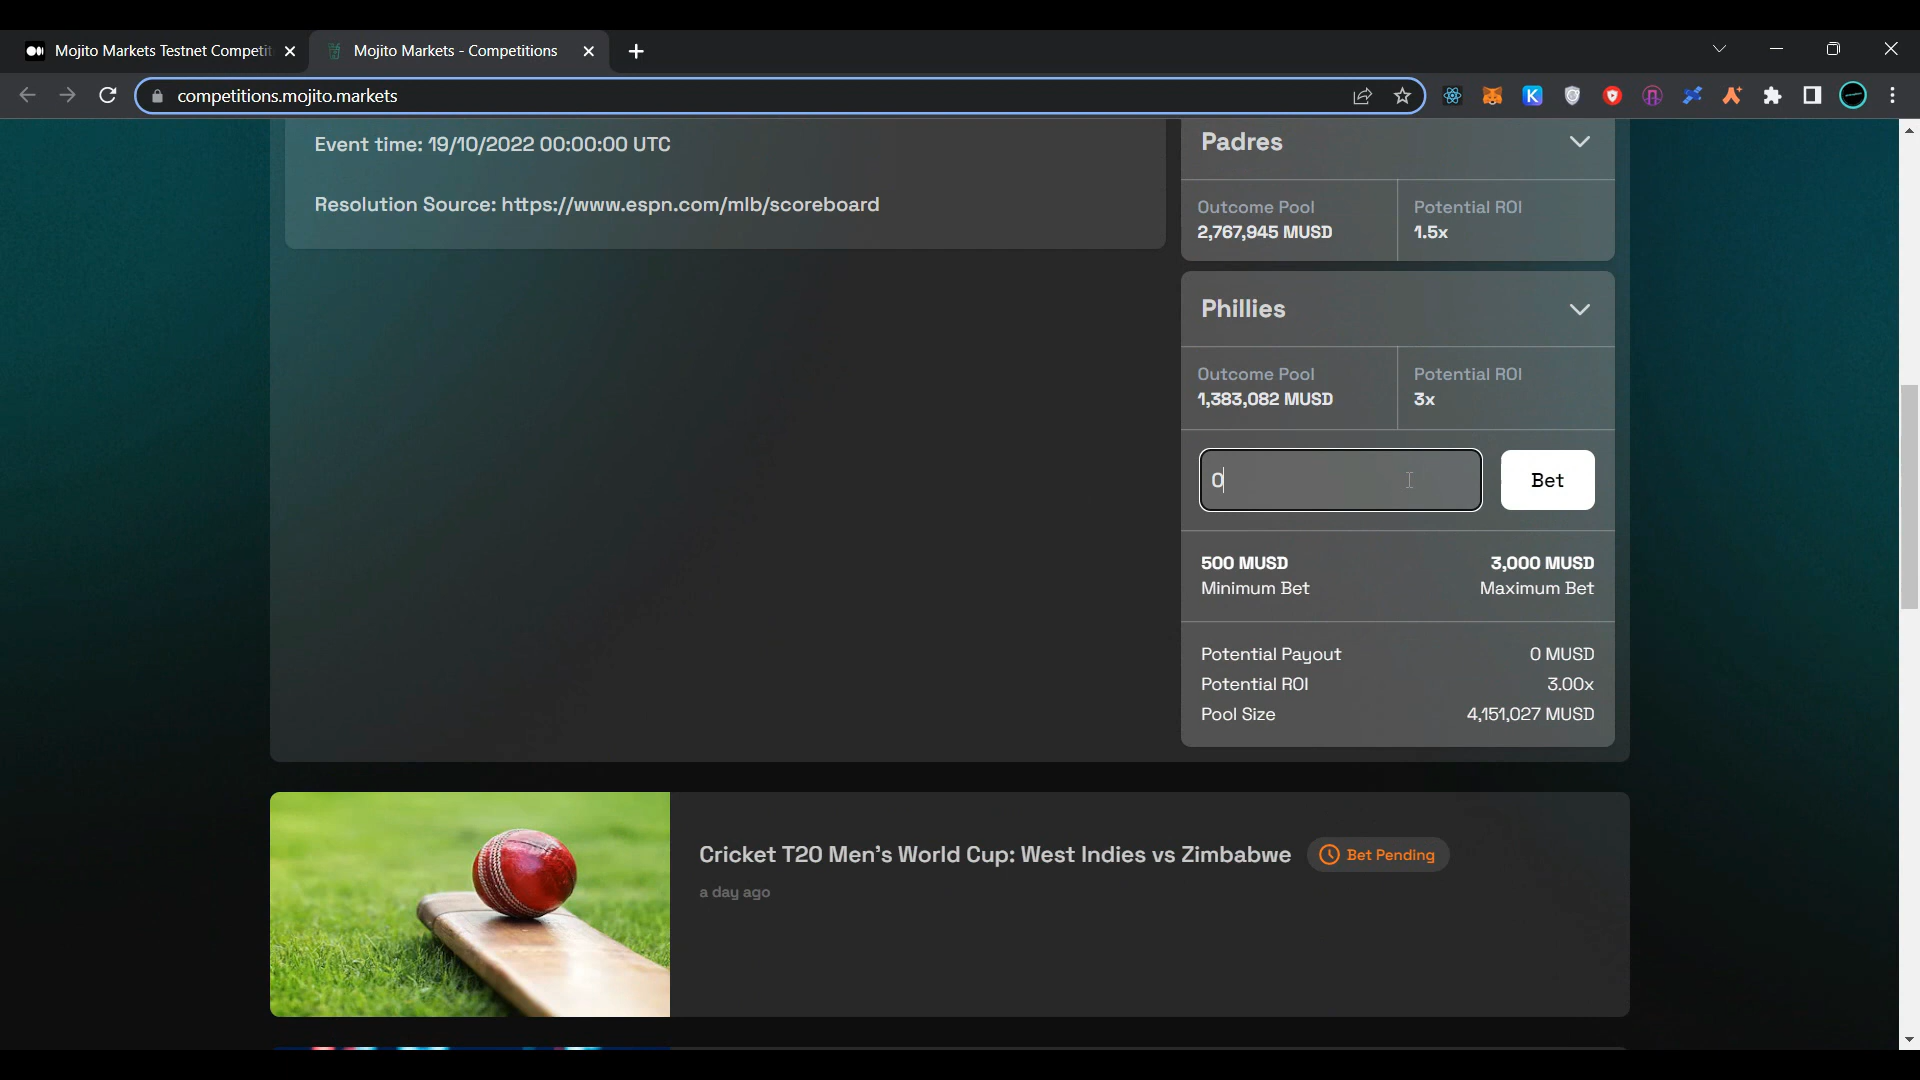 Mojito Markets Testnet Competit
Mojito Markets - Competitions
competitions.mojito.markets
Event time: 19/10/2022 00:00:00 UTC
Resolution Source: https://www.espn.com/mlb/scoreboard
Padres
Outcome Pool
2,767,945 MUSD
Potential ROI
1.5x
Phillies
Outcome Pool
1,383,082 MUSD
Potential ROI
3x
0
Bet
500 MUSD
Minimum Bet
3,000 MUSD
Maximum Bet
Potential Payout 0 MUSD
Potential ROI 3.00x
Pool Size 4,151,027 MUSD
Cricket T20 Men's World Cup: West Indies vs Zimbabwe
Bet Pending
a day ago